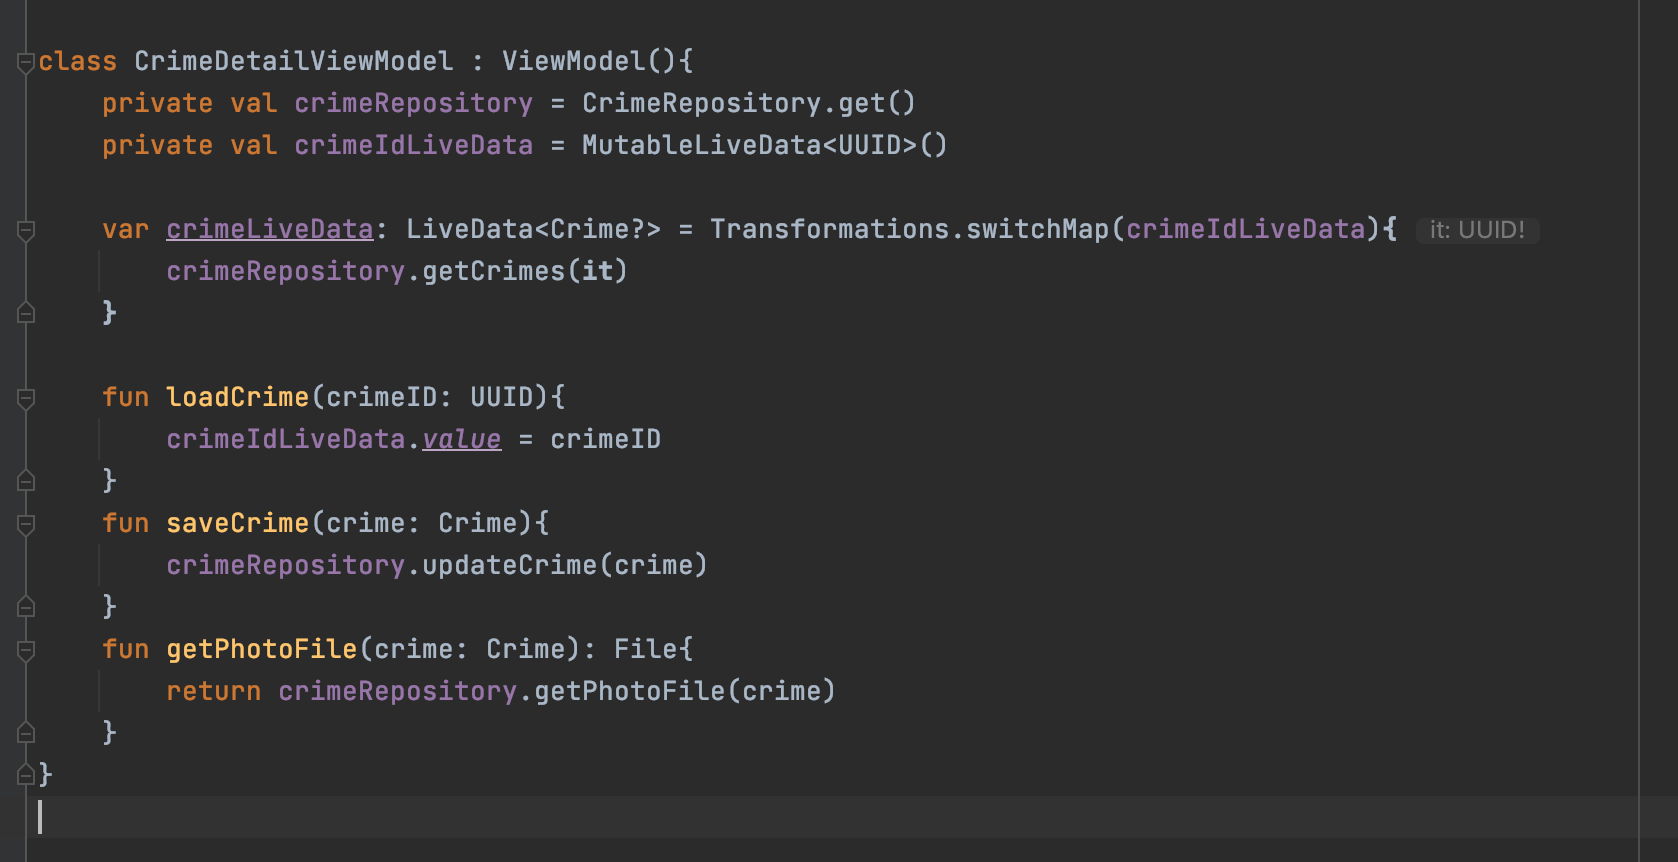 class CrimeDetailViewModel : ViewModel(){
    private val crimeRepository = CrimeRepository.get()
    private val crimeIdLiveData = MutableLiveData<UUID>()

    var crimeLiveData: LiveData<Crime?> = Transformations.switchMap(crimeIdLiveData){ it: UUID!
        crimeRepository.getCrimes(it)
    }

    fun loadCrime(crimeID: UUID){
        crimeIdLiveData.value = crimeID
    }
    fun saveCrime(crime: Crime){
        crimeRepository.updateCrime(crime)
    }
    fun getPhotoFile(crime: Crime): File{
        return crimeRepository.getPhotoFile(crime)
    }
}